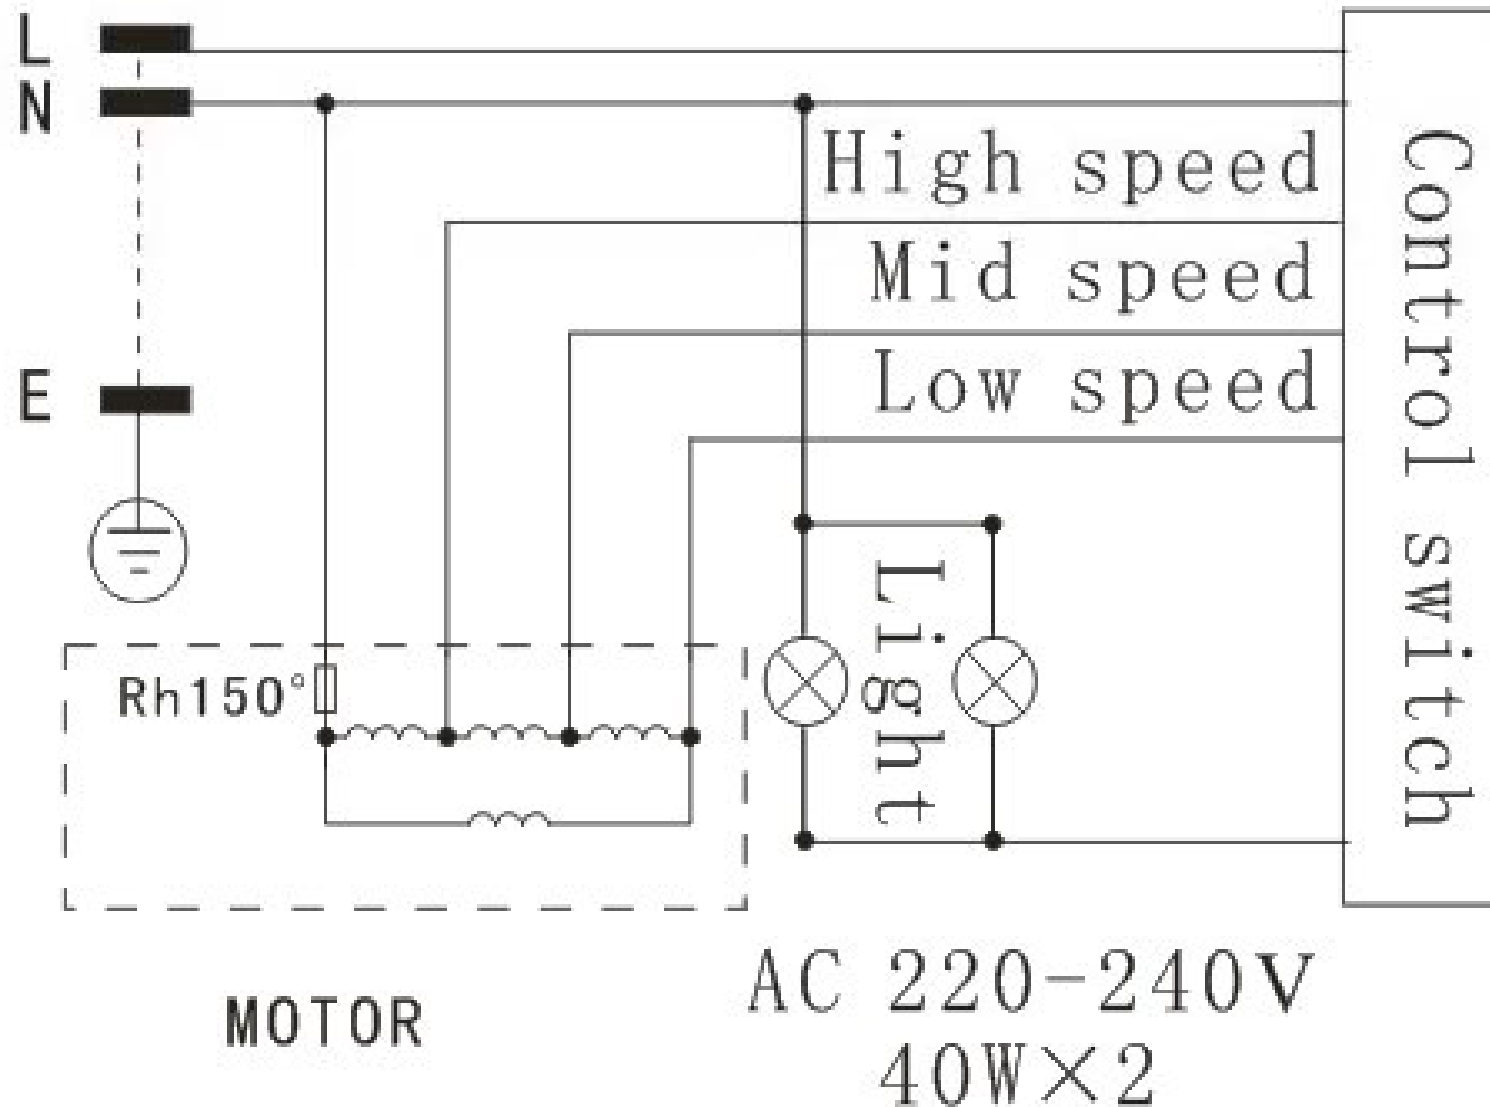 L
N
High speed
Mid speed
Low speed
E
Control switch
Light
Rh150°
MOTOR
AC 220-240V
40W×2